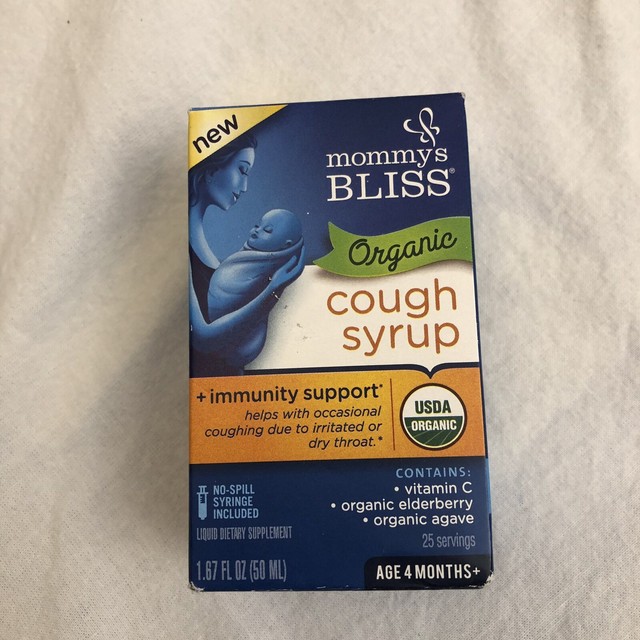 new
mommy's
BLISS®
Organic
cough
syrup
+ immunity support*
helps with occasional
coughing due to irritated or
dry throat.*
USDA
ORGANIC
CONTAINS:
• vitamin C
• organic elderberry
• organic agave
25 servings
NO-SPILL
SYRINGE
INCLUDED
LIQUID DIETARY SUPPLEMENT
1.67 FL OZ (50 ML)
AGE 4 MONTHS+